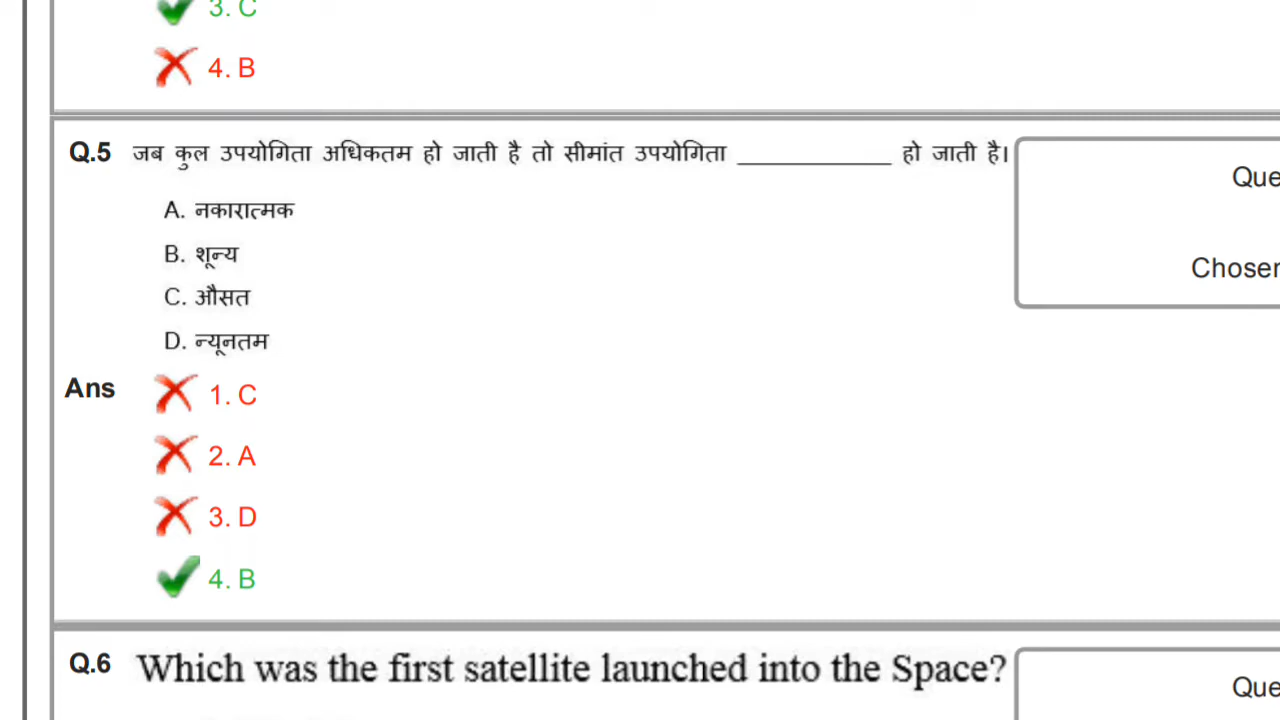 3. C
4. B
Q.5 जब कुल उपयोगिता अधिकतम हो जाती है तो सीमांत उपयोगिता ____________ हो जाती है।
Que
A. नकारात्मक
B. शून्य
Chosen
C. औसत
D. न्यूनतम
Ans 1. C
2. A
3. D
4. B
Q.6 Which was the first satellite launched into the Space?
Que